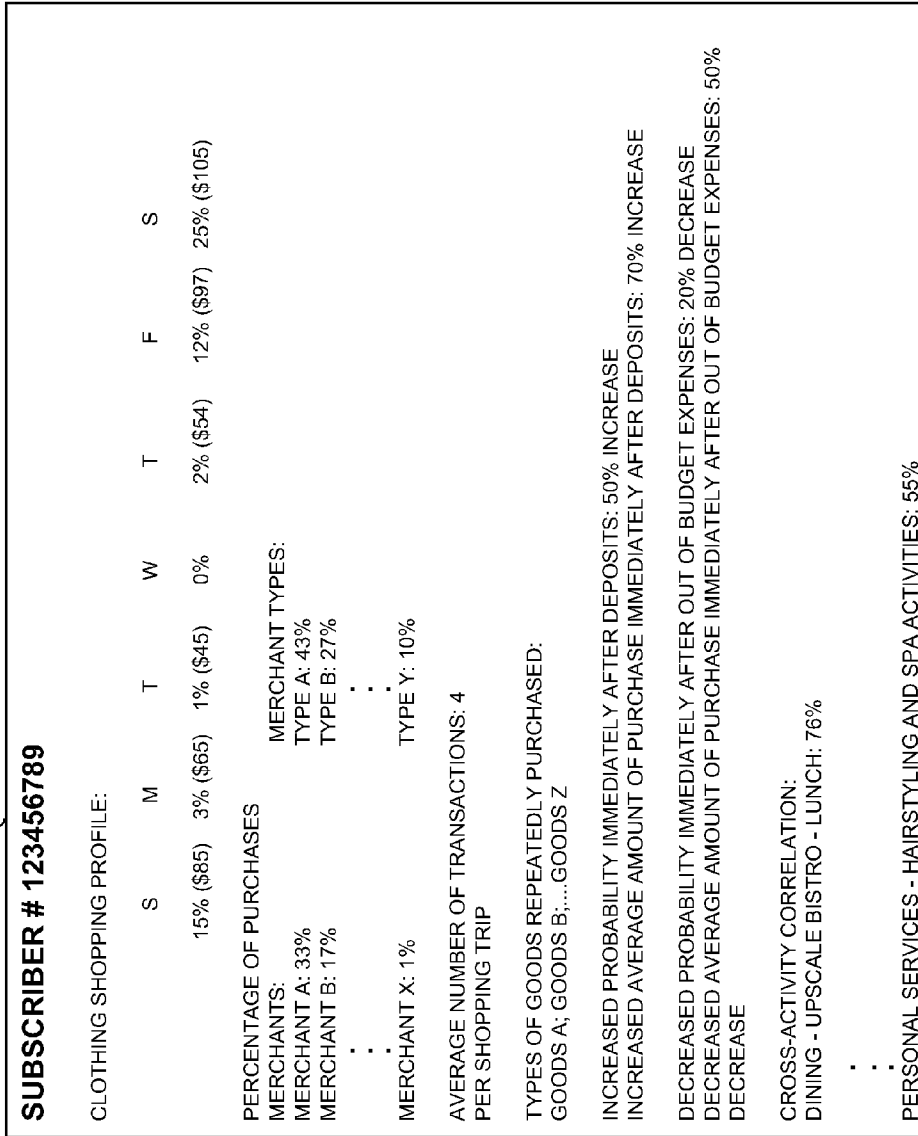 SUBSCRIBER # 123456789
CLOTHING SHOPPING PROFILE:
S M T W T F S
15% ($85) 3% ($65) 1% ($45) 0% 2% ($54) 12% ($97) 25% ($105)
PERCENTAGE OF PURCHASES
MERCHANTS: MERCHANT TYPES:
MERCHANT A: 33% TYPE A: 43%
MERCHANT B: 17% TYPE B: 27%
MERCHANT X: 1% TYPE Y: 10%
AVERAGE NUMBER OF TRANSACTIONS: 4
PER SHOPPING TRIP
TYPES OF GOODS REPEATEDLY PURCHASED:
GOODS A; GOODS B;....GOODS Z
INCREASED PROBABILITY IMMEDIATELY AFTER DEPOSITS: 50% INCREASE
INCREASED AVERAGE AMOUNT OF PURCHASE IMMEDIATELY AFTER DEPOSITS: 70% INCREASE
DECREASED PROBABILITY IMMEDIATELY AFTER OUT OF BUDGET EXPENSES: 20% DECREASE
DECREASED AVERAGE AMOUNT OF PURCHASE IMMEDIATELY AFTER OUT OF BUDGET EXPENSES: 50%
DECREASE
CROSS-ACTIVITY CORRELATION:
DINING - UPSCALE BISTRO - LUNCH: 76%
PERSONAL SERVICES - HAIRSTYLING AND SPA ACTIVITIES: 55%